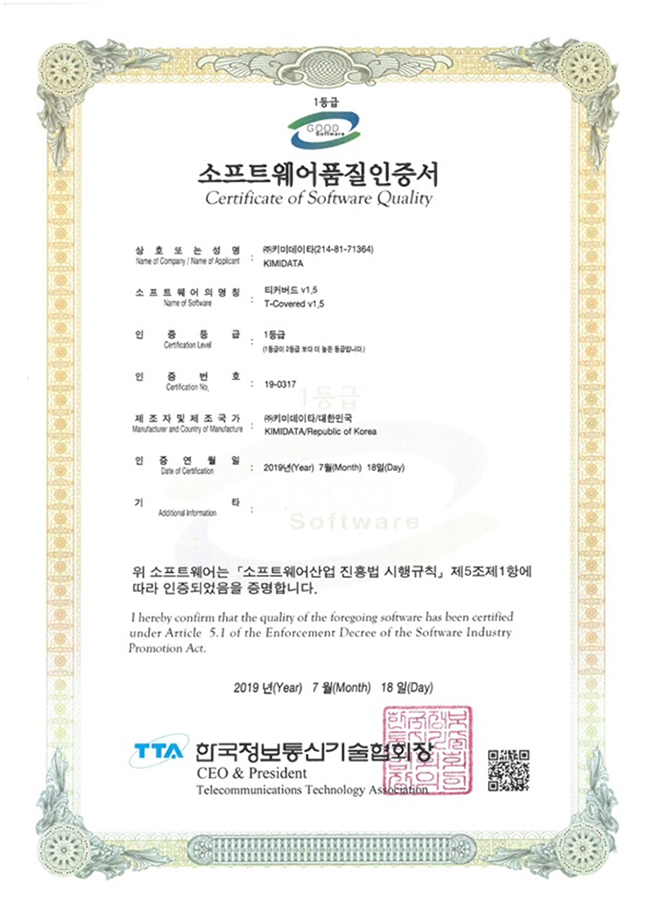 1등급
GOOD
Software
소프트웨어품질인증서
Certificate of Software Quality
상 호 또 는 성 명 : ㈜키미데이타(214-81-71364)
Name of Company / Name of Applicant KIMIDATA
소 프 트 웨 어 의 명 칭 : 티커버드 v1.5
Name of Software T-Covered v1.5
인 증 등 급 : 1등급
Certification Level (1등급이 2등급 보다 더 높은 등급입니다.)
인 증 번 호 : 19-0317
Certification No.
1등급
제 조 자 및 제 조 국 가 : ㈜키미데이타/대한민국
Manufacturer and Country of Manufacture KIMIDATA/Republic of Korea
인 증 연 월 일 : 2019년(Year) 7월(Month) 18일(Day)
Date of Certification
기 타 :
Additional Information
GOOD
Software
위 소프트웨어는 「소프트웨어산업 진흥법 시행규칙」 제5조제1항에
따라 인증되었음을 증명합니다.
I hereby confirm that the quality of the foregoing software has been certified
under Article 5.1 of the Enforcement Decree of the Software Industry
Promotion Act.
2019 년(Year) 7 월(Month) 18 일(Day)
TTA 한국정보통신기술협회장
CEO & President
Telecommunications Technology Association